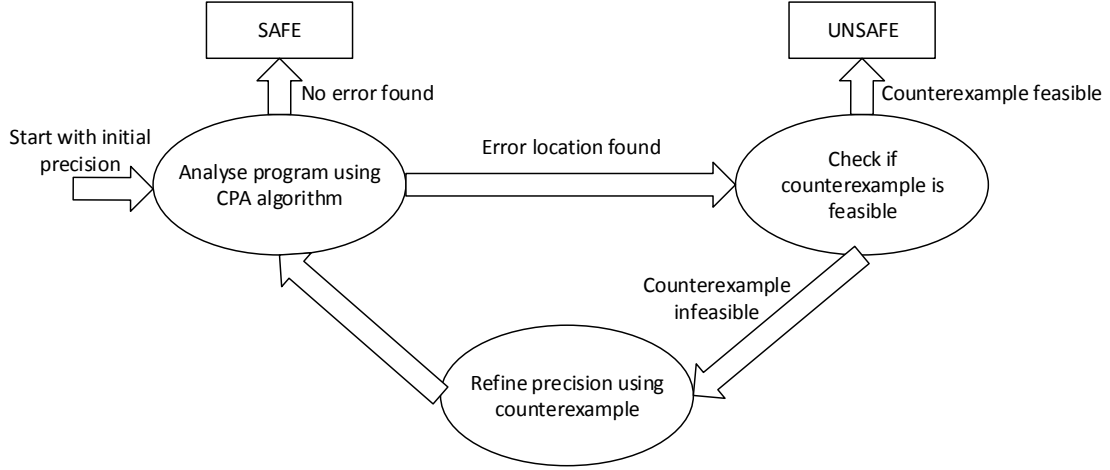 SAFE
UNSAFE
No error found
Counterexample feasible
Start with initial
precision
Analyse program using
CPA algorithm
Error location found
Check if
counterexample is
feasible
Counterexample
infeasible
Refine precision using
counterexample